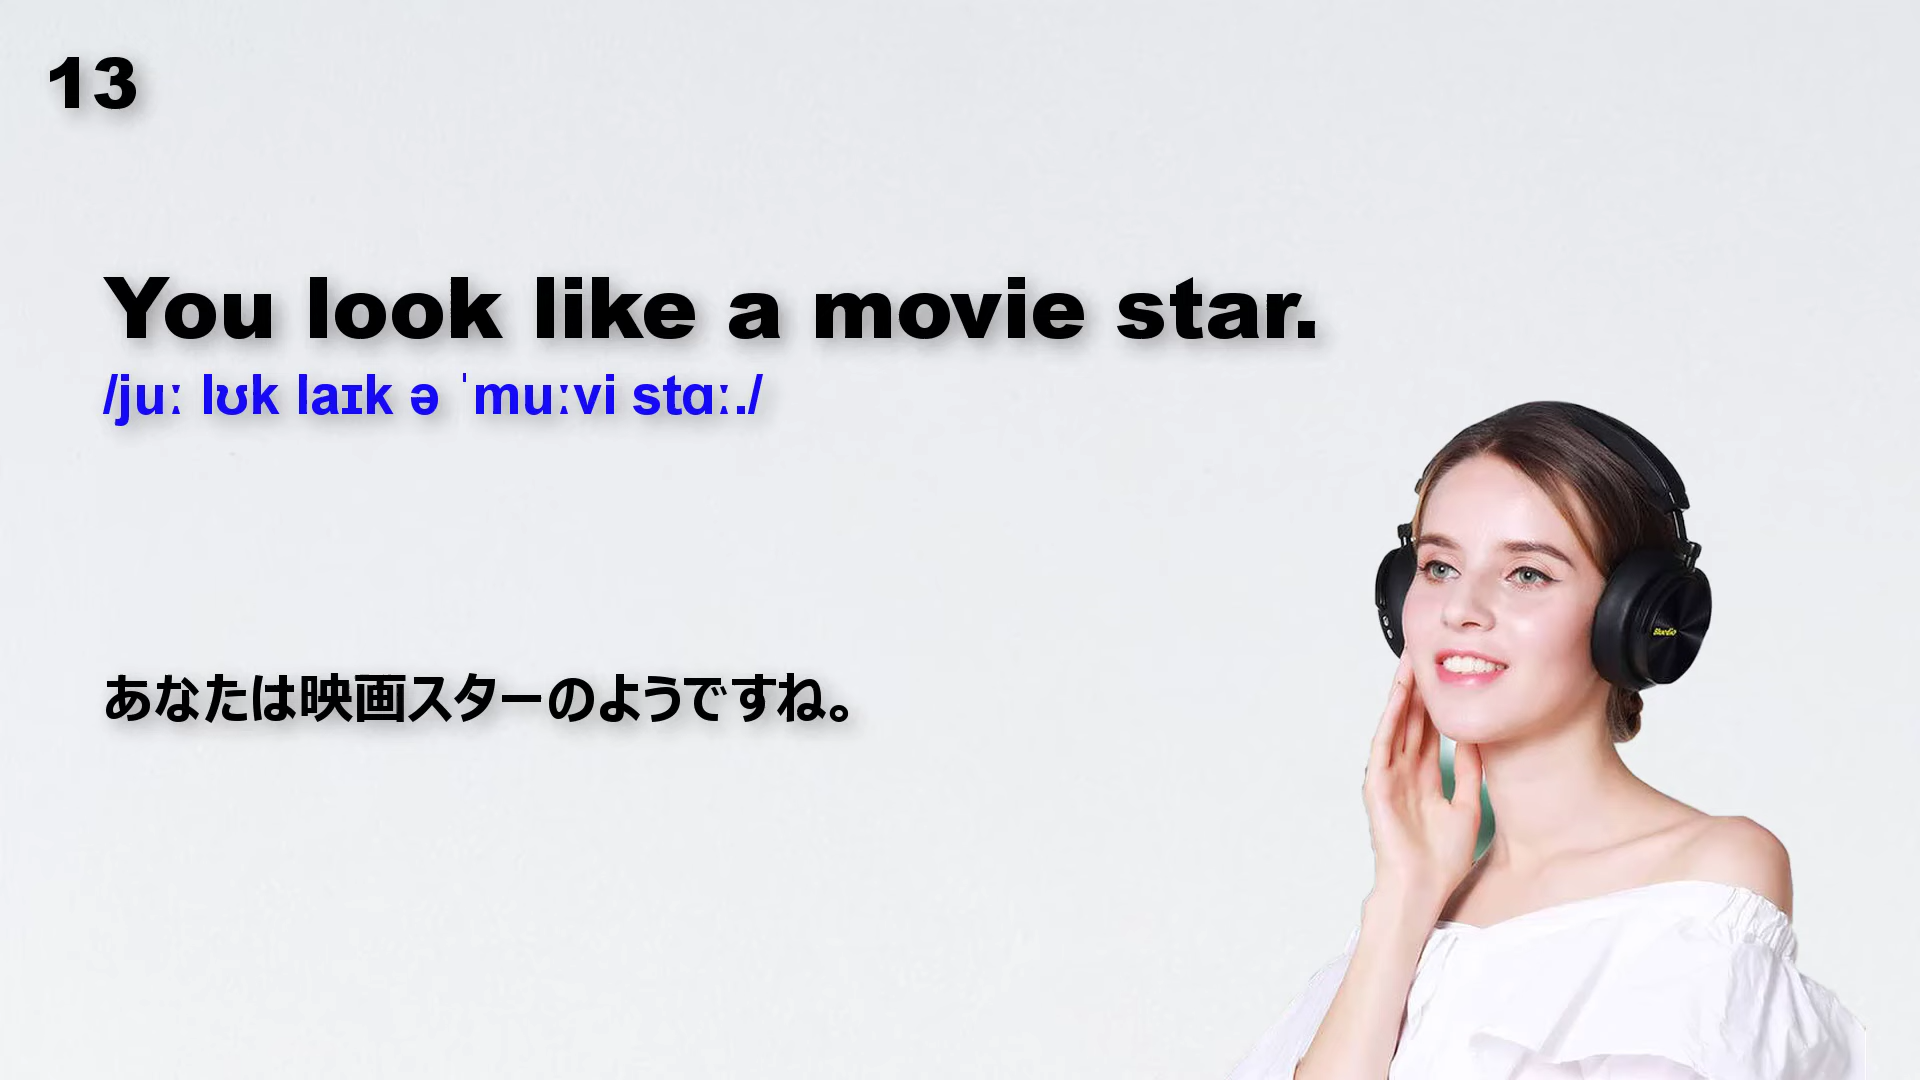 13
You look like a movie star.
/juː lʊk laɪk ə ˈmuːvi stɑː./
あなたは映画スターのようですね。
Bluedio